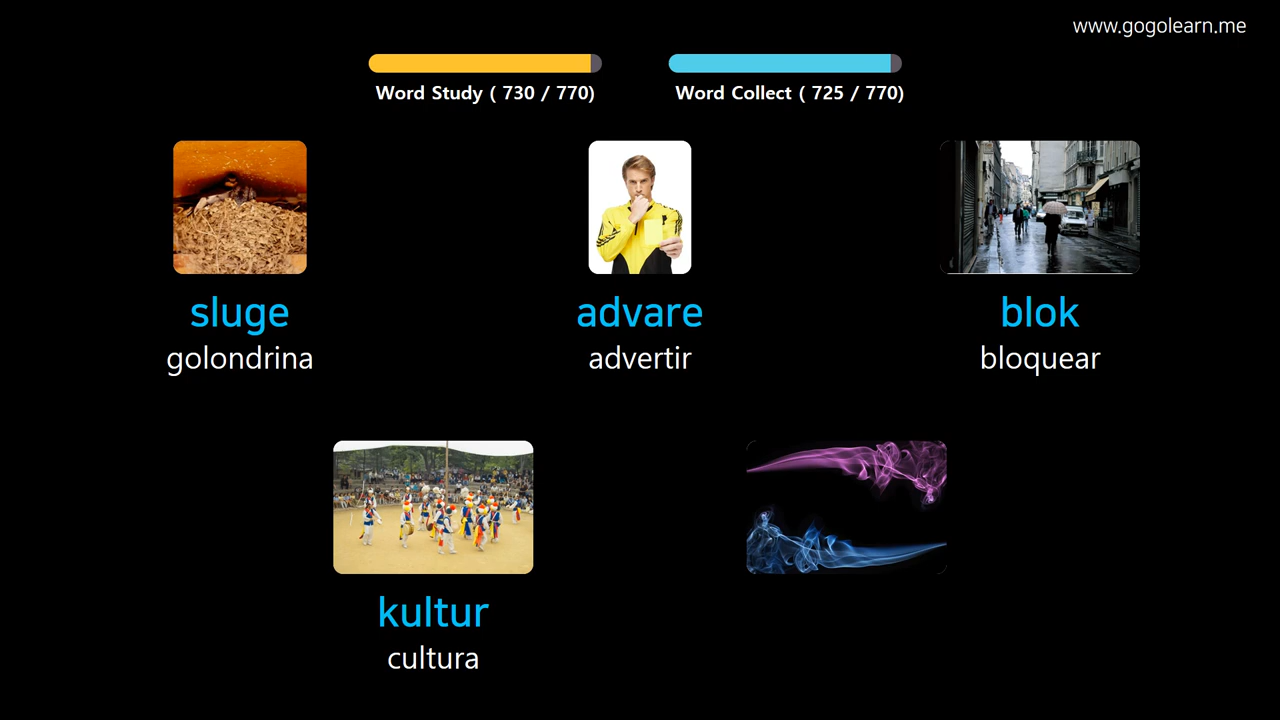 www.gogolearn.me
Word Study ( 730 / 770)
Word Collect ( 725 / 770)
sluge
golondrina
advare
advertir
blok
bloquear
kultur
cultura